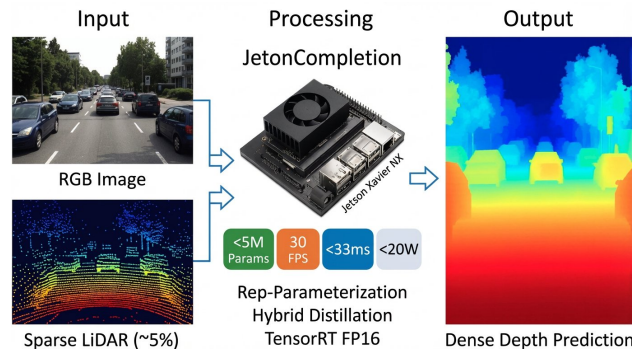 Input
Processing
Output
JetonCompletion
RGB Image
Jetson Xavier NX
<5M
Params
30
FPS
<33ms
<20W
Rep-Parameterization
Hybrid Distillation
TensorRT FP16
Sparse LiDAR (~5%)
Dense Depth Prediction